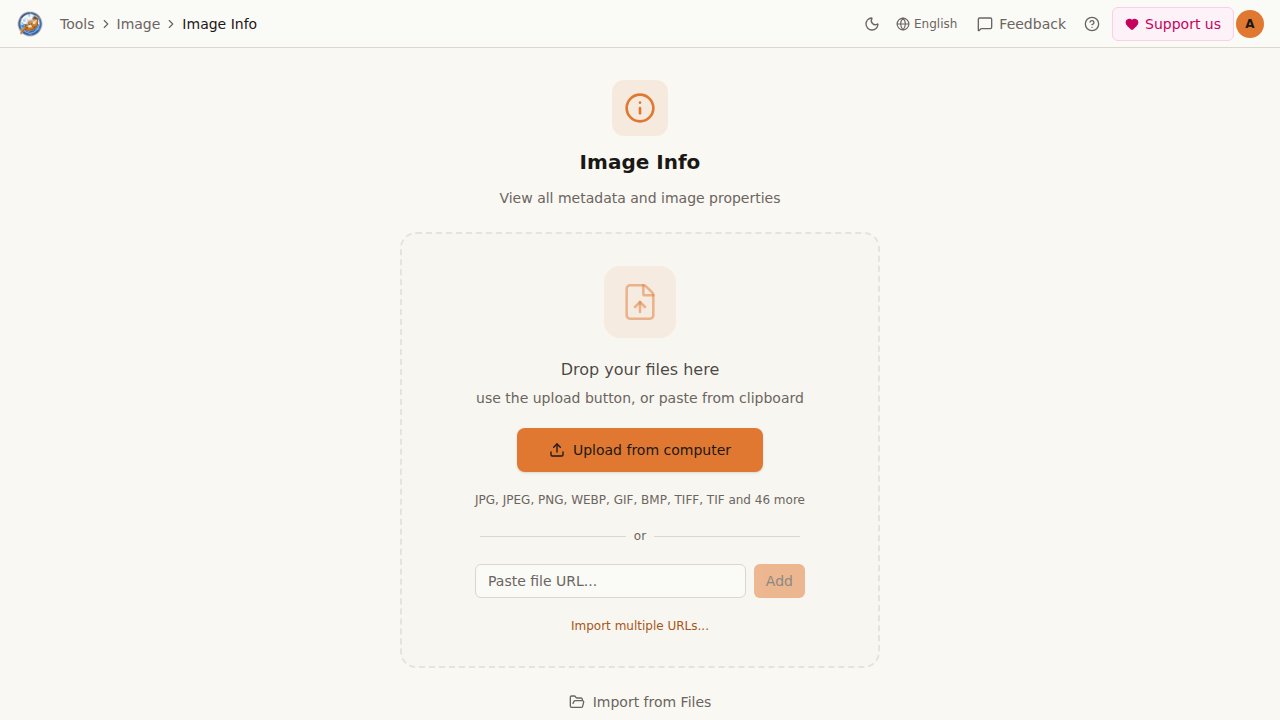 Tools > Image > Image Info
English
Feedback
Support us
A
Image Info
View all metadata and image properties
Drop your files here
use the upload button, or paste from clipboard
Upload from computer
JPG, JPEG, PNG, WEBP, GIF, BMP, TIFF, TIF and 46 more
or
Paste file URL...
Add
Import multiple URLs...
Import from Files